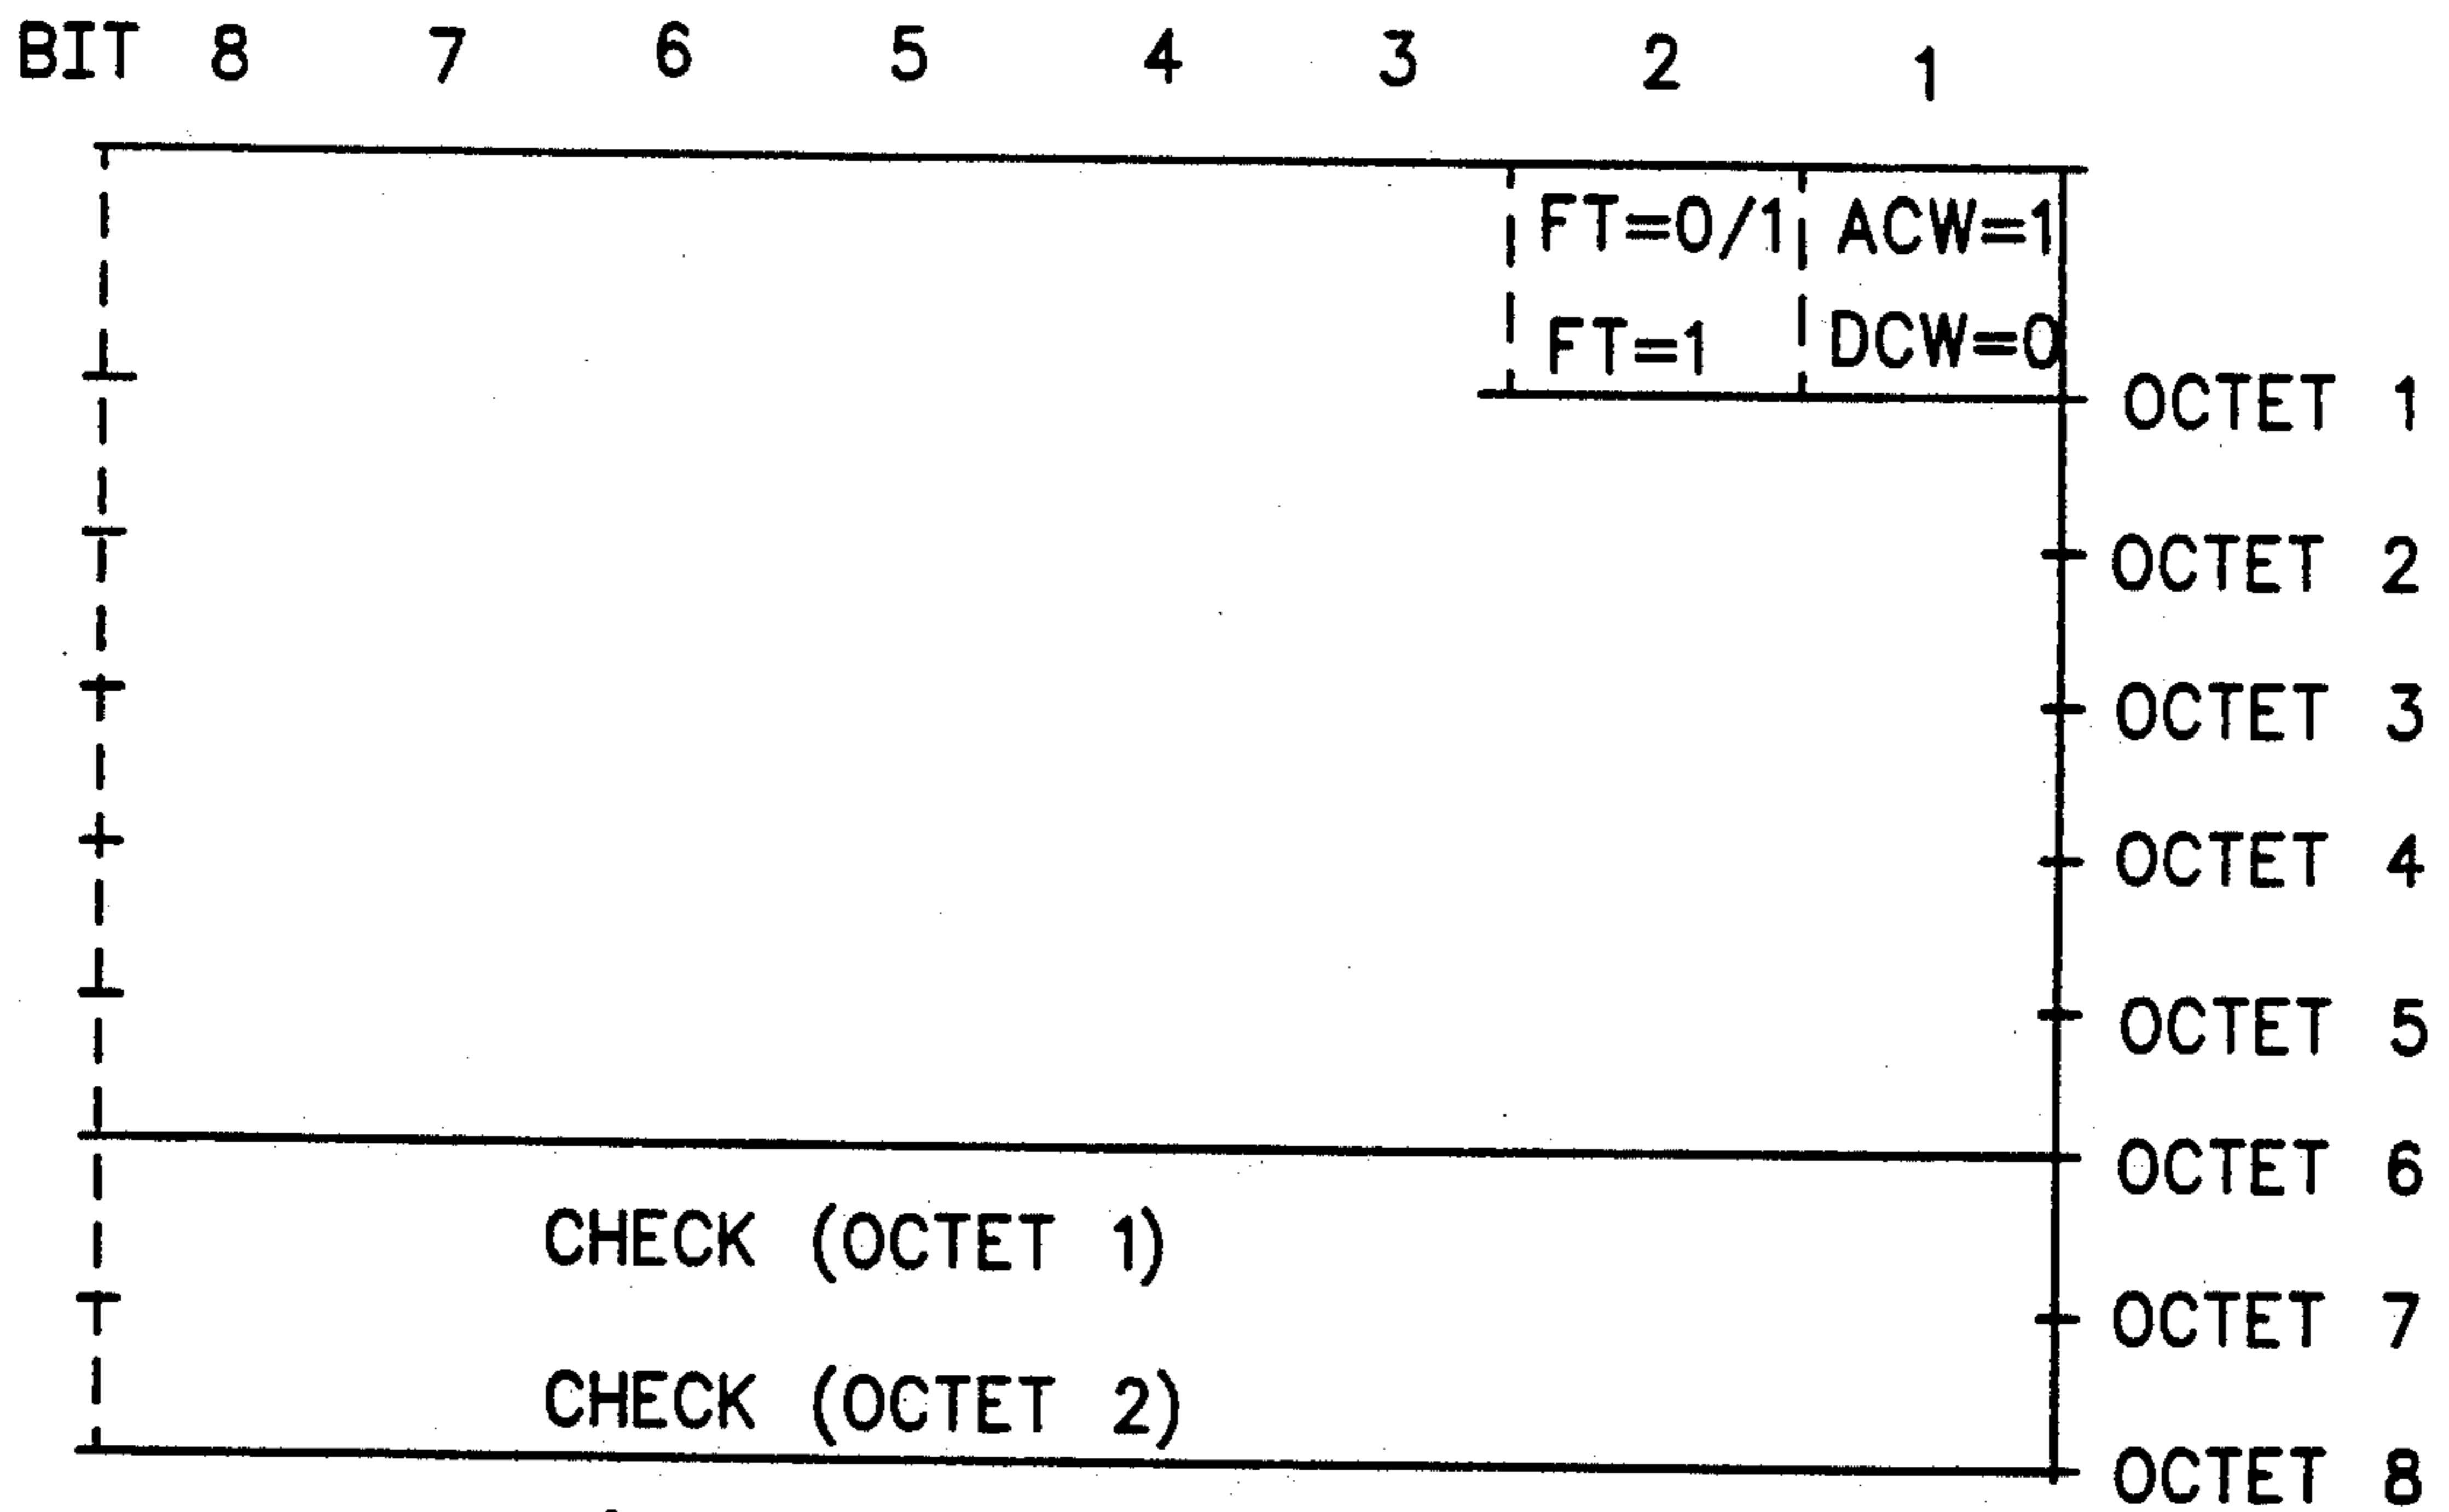 BIT 8 7 6 5 4 3 2 1
FT=0/1 ACW=1
FT=1 DCW=0
OCTET 1
OCTET 2
OCTET 3
OCTET 4
OCTET 5
OCTET 6
CHECK (OCTET 1)
OCTET 7
CHECK (OCTET 2)
OCTET 8